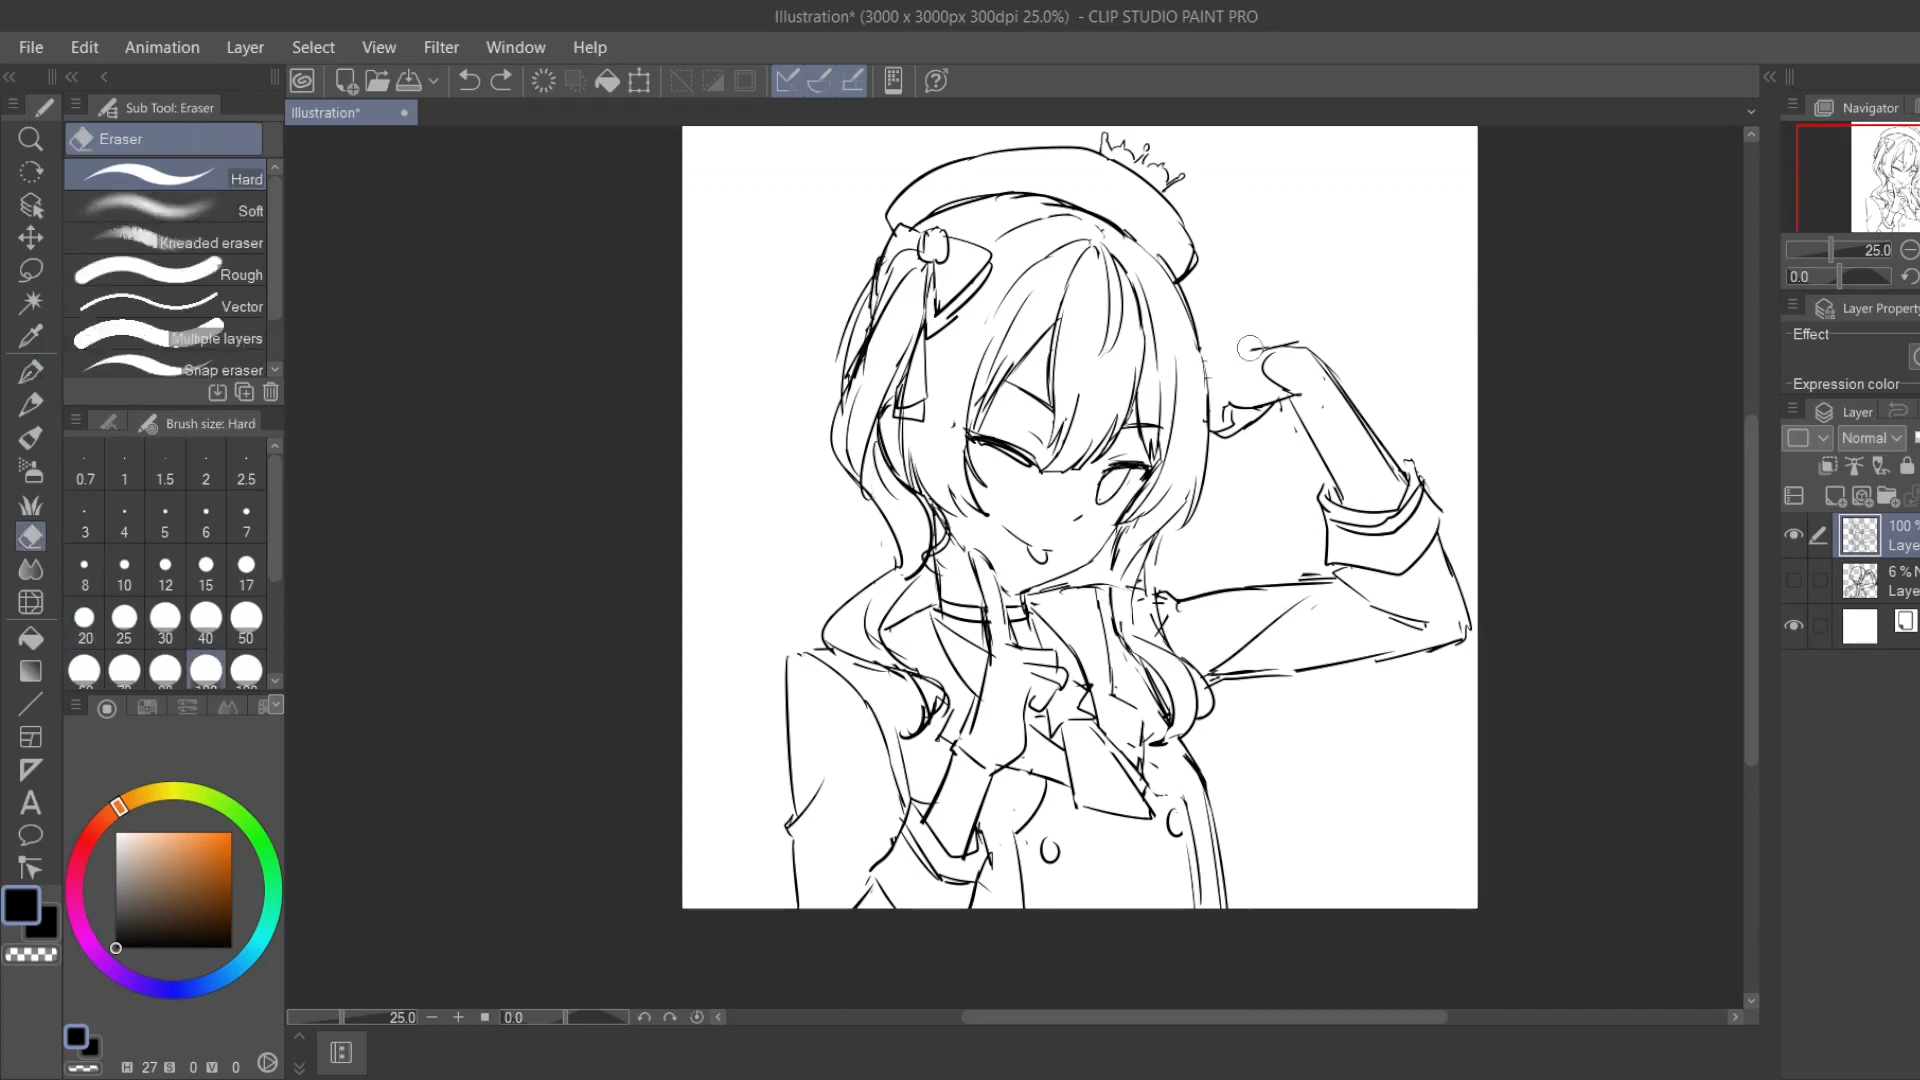 Illustration* (3000 x 3000px 300dpi 25.0%) - CLIP STUDIO PAINT PRO
File Edit Animation Layer Select View Filter Window Help
Sub Tool: Eraser
Illustration*
Navigator
Eraser
Hard
Soft
Kneaded eraser
Rough
Vector
Multiple layers
Snap eraser
25.0
0.0
Layer Property
Effect
Expression color
Layer
Normal
Brush size: Hard
0.7 1 1.5 2 2.5
3 4 5 6 7
8 10 12 15 17
20 25 30 40 50
100 %
Laye
6 % N
Laye
25.0 0.0
H 27 S 0 V 0